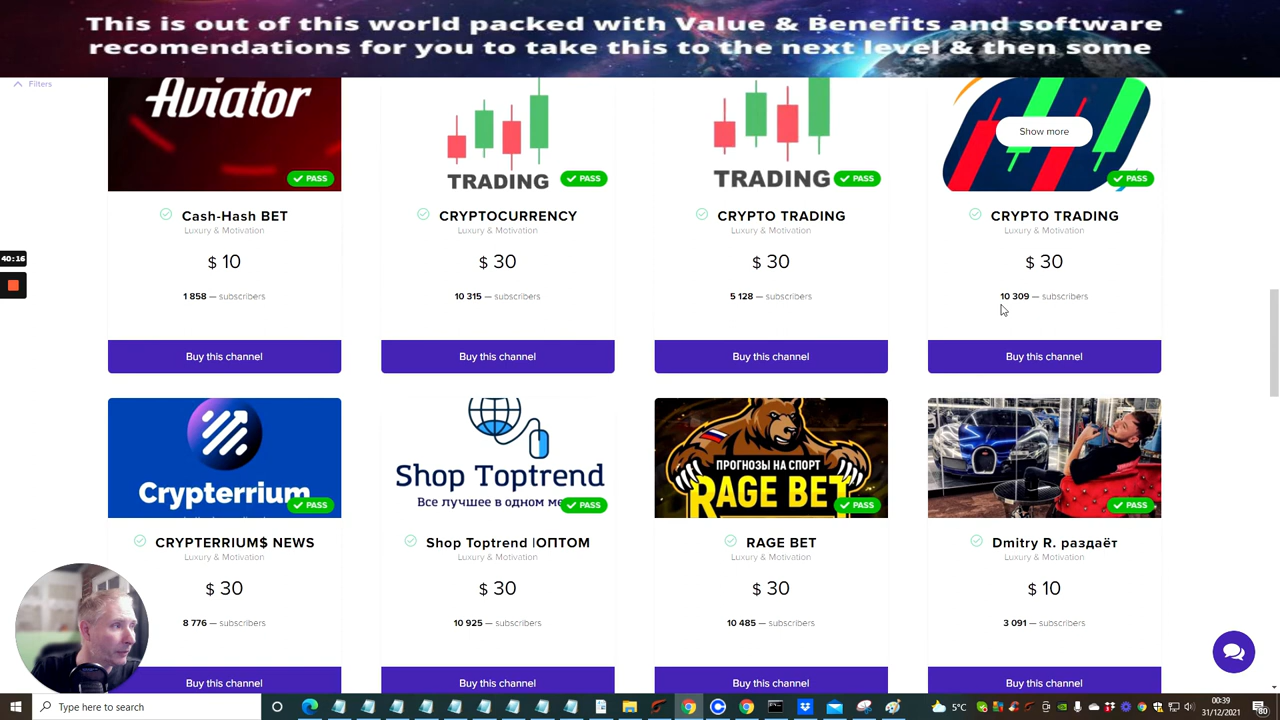 This is out of this world packed with Value & Benefits and software
recomendations for you to take this to the next level & then some
Filters
Aviator
PASS
TRADING
PASS
TRADING
PASS
Show more
PASS
Cash-Hash BET
Luxury & Motivation
$ 10
1 858 — subscribers
Buy this channel
CRYPTOCURRENCY
Luxury & Motivation
$ 30
10 315 — subscribers
Buy this channel
CRYPTO TRADING
Luxury & Motivation
$ 30
5 128 — subscribers
Buy this channel
CRYPTO TRADING
Luxury & Motivation
$ 30
10 309 — subscribers
Buy this channel
40:16
Crypterrium
PASS
CRYPTERRIUM$ NEWS
Luxury & Motivation
$ 30
8 776 — subscribers
Buy this channel
Shop Toptrend
Все лучшее в одном
PASS
Shop Toptrend |ОПТОМ
Luxury & Motivation
$ 30
10 925 — subscribers
Buy this channel
ПРОГНОЗЫ НА СПОРТ
RAGE BET
PASS
RAGE BET
Luxury & Motivation
$ 30
10 485 — subscribers
Buy this channel
PASS
Dmitry R. раздаёт
Luxury & Motivation
$ 10
3 091 — subscribers
Buy this channel
Type here to search
5°C
00:39
31/12/2021
80